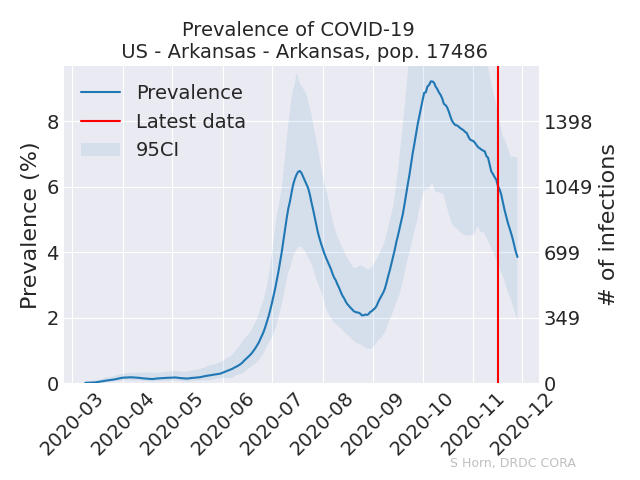 Prevalence of COVID-19
US - Arkansas - Arkansas, pop. 17486
Prevalence
Latest data
95CI
Prevalence (%)
8
6
4
2
0
1398
1049
699
349
0
# of infections
2020-03
2020-04
2020-05
2020-06
2020-07
2020-08
2020-09
2020-10
2020-11
2020-12
S Horn, DRDC CORA